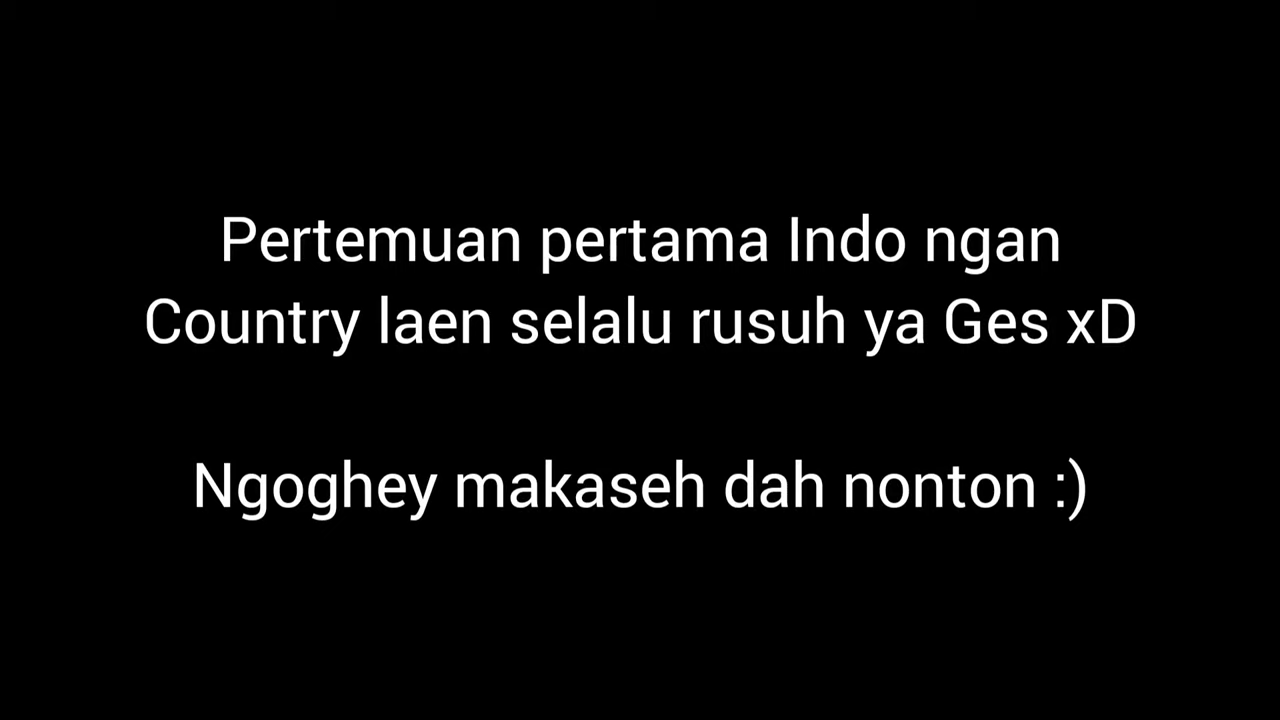 Pertemuan pertama Indo ngan
Country laen selalu rusuh ya Ges xD
Ngoghey makaseh dah nonton :)